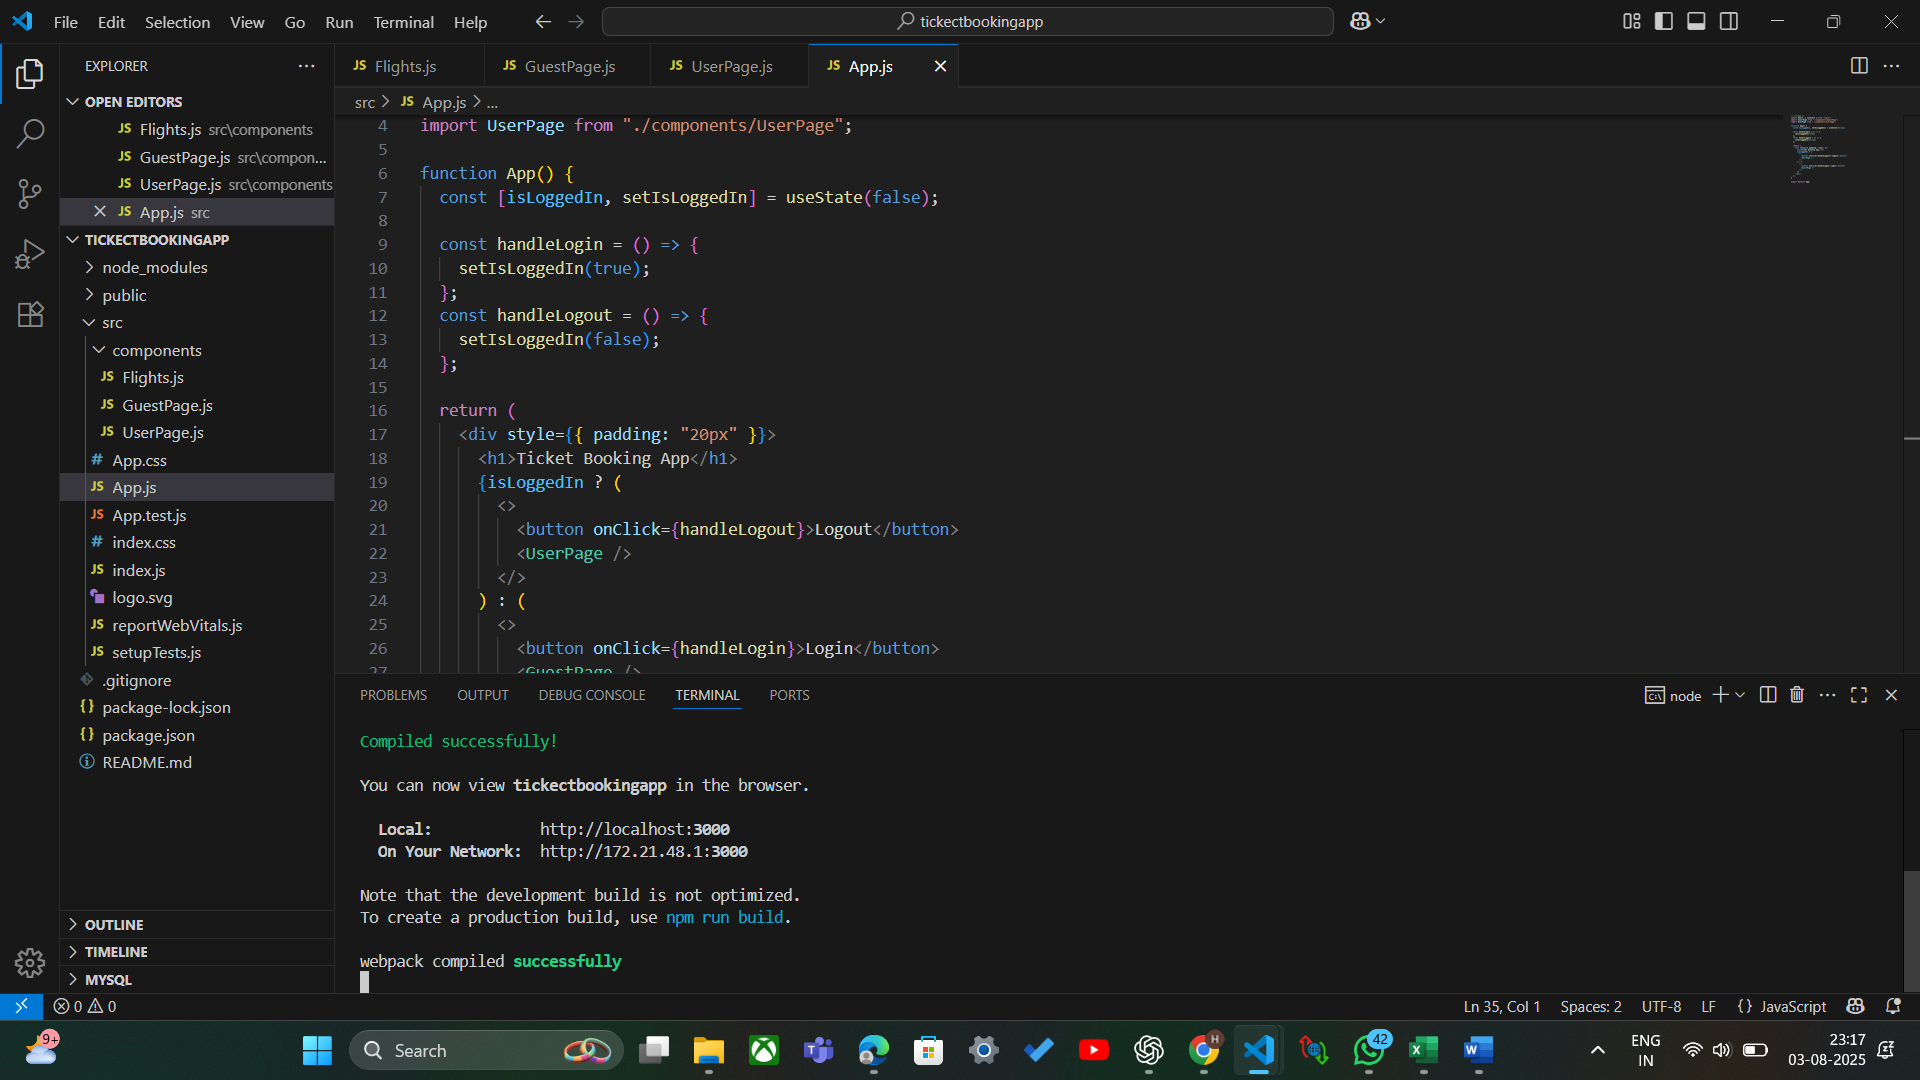 File Edit Selection View Go Run Terminal Help
tickectbookingapp
EXPLORER
OPEN EDITORS
JS Flights.js src\components
JS GuestPage.js src\compon...
JS UserPage.js src\components
JS App.js src
TICKECTBOOKINGAPP
node_modules
public
src
components
JS Flights.js
JS GuestPage.js
JS UserPage.js
# App.css
JS App.js
JS App.test.js
# index.css
JS index.js
logo.svg
JS reportWebVitals.js
JS setupTests.js
.gitignore
{} package-lock.json
{} package.json
README.md
OUTLINE
TIMELINE
MYSQL
JS Flights.js JS GuestPage.js JS UserPage.js JS App.js
src > JS App.js > ...
4 import UserPage from "./components/UserPage";
5
6 function App() {
7 const [isLoggedIn, setIsLoggedIn] = useState(false);
8
9 const handleLogin = () => {
10 setIsLoggedIn(true);
11 };
12 const handleLogout = () => {
13 setIsLoggedIn(false);
14 };
15
16 return (
17 <div style={{ padding: "20px" }}>
18 <h1>Ticket Booking App</h1>
19 {isLoggedIn ? (
20 <>
21 <button onClick={handleLogout}>Logout</button>
22 <UserPage />
23 </>
24 ) : (
25 <>
26 <button onClick={handleLogin}>Login</button>
27 <GuestPage />
PROBLEMS OUTPUT DEBUG CONSOLE TERMINAL PORTS
node
Compiled successfully!
You can now view tickectbookingapp in the browser.
Local: http://localhost:3000
On Your Network: http://172.21.48.1:3000
Note that the development build is not optimized.
To create a production build, use npm run build.
webpack compiled successfully
0 0
Ln 35, Col 1 Spaces: 2 UTF-8 LF {} JavaScript
9+
Search
42
ENG
IN
23:17
03-08-2025